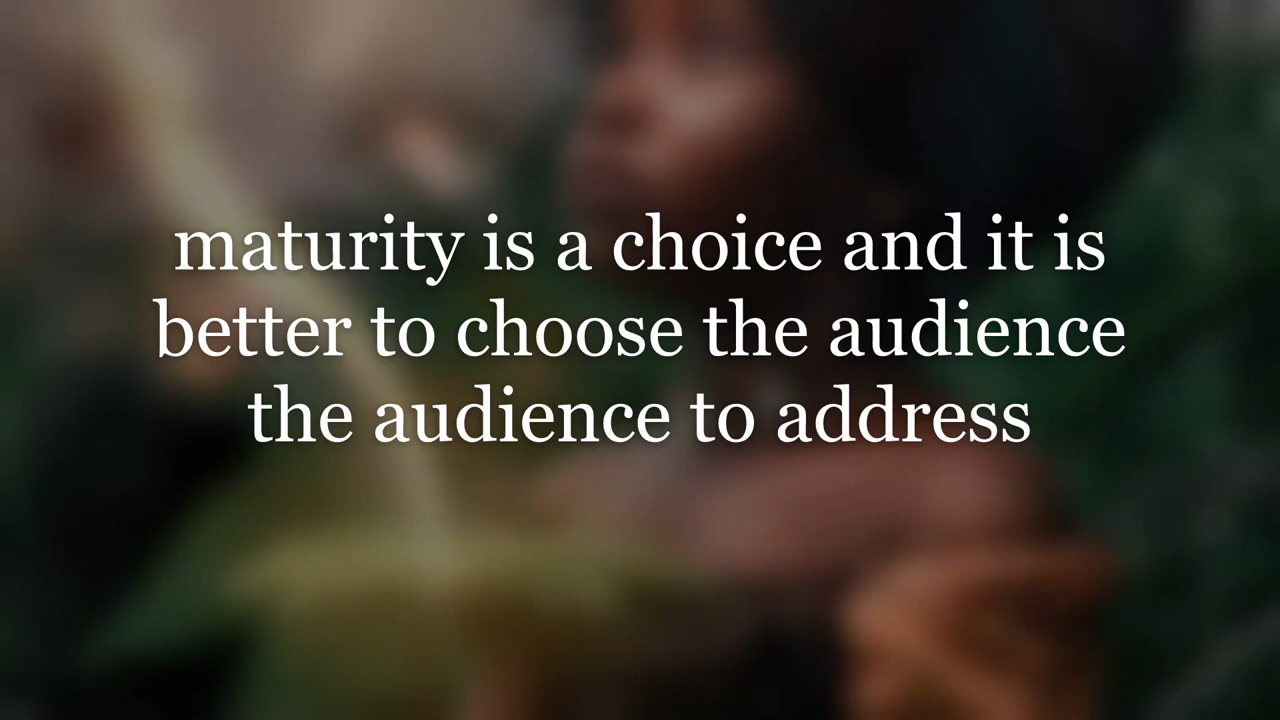 maturity is a choice and it is
better to choose the audience
the audience to address